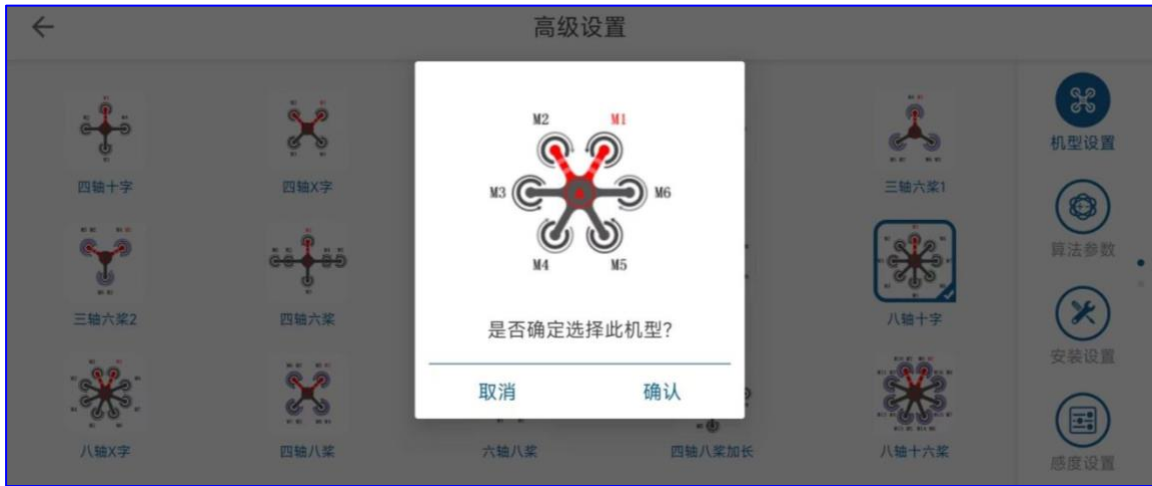 高级设置
四轴十字
四轴X字
三轴六桨1
三轴六桨2
四轴六桨
八轴十字
八轴X字
四轴八桨
六轴八桨
四轴八桨加长
八轴十六桨
M2
M1
M3
M6
M4
M5
是否确定选择此机型?
取消
确认
机型设置
算法参数
安装设置
感度设置